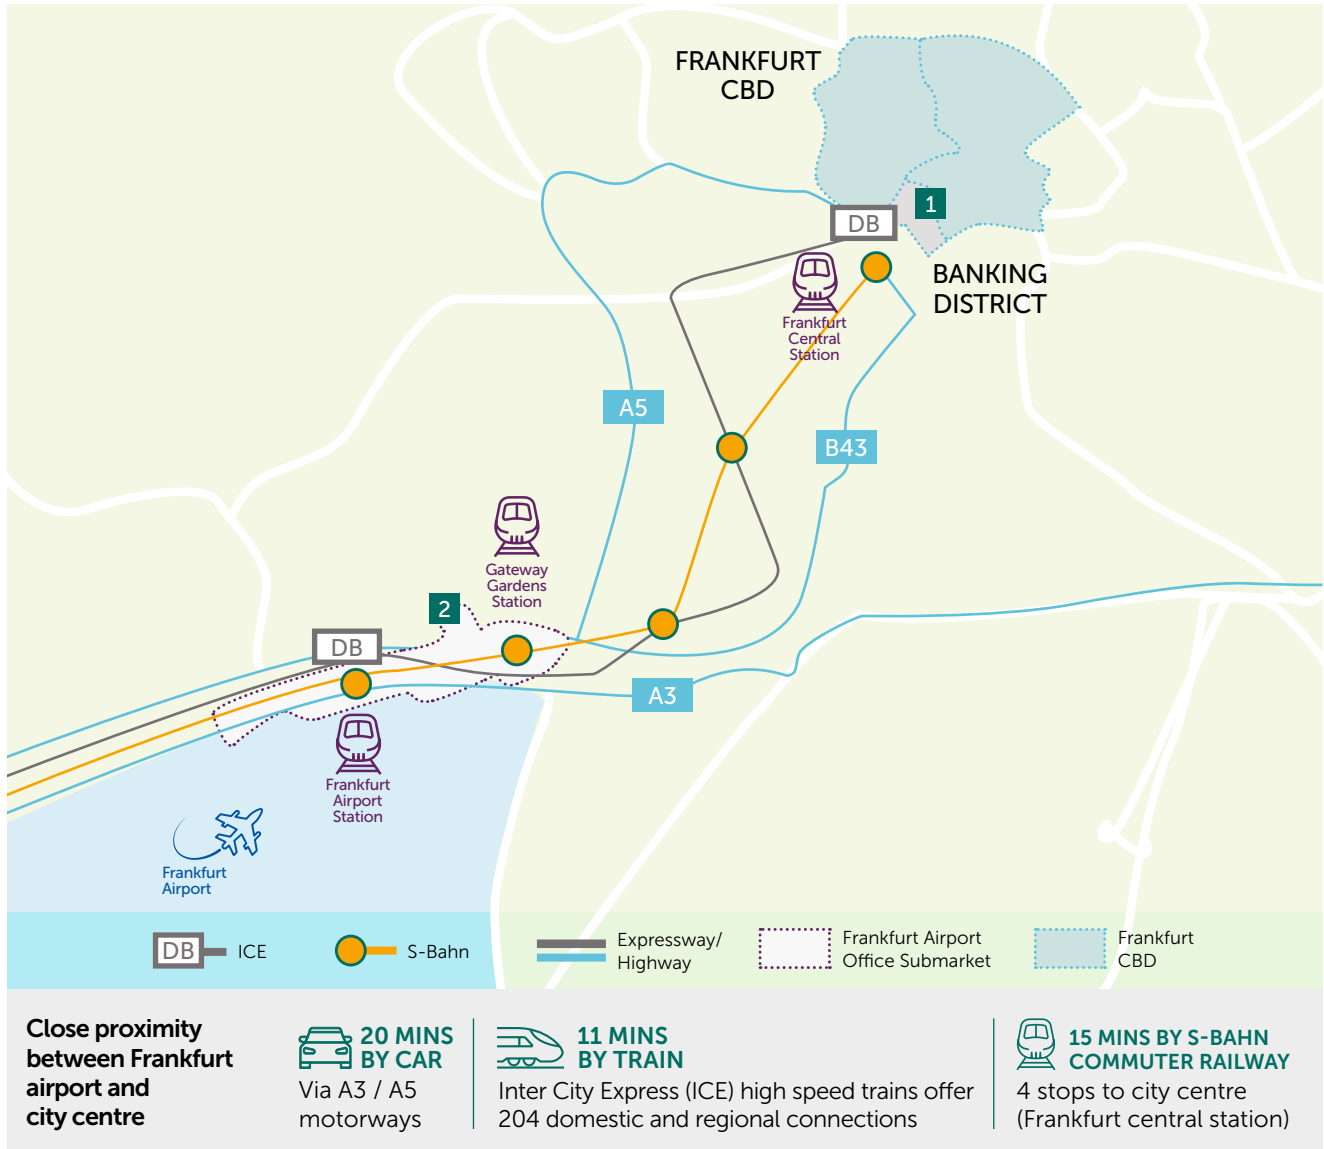 FRANKFURT
CBD
1
DB
BANKING
DISTRICT
Frankfurt
Central
Station
A5
B43
Gateway
Gardens
Station
2
DB
A3
Frankfurt
Airport
Station
Frankfurt
Airport
DB
ICE
S-Bahn
Expressway/
Highway
Frankfurt Airport
Office Submarket
Frankfurt
CBD
Close proximity
between Frankfurt
airport and
city centre
20 MINS
BY CAR
Via A3 / A5
motorways
11 MINS
BY TRAIN
Inter City Express (ICE) high speed trains offer
204 domestic and regional connections
15 MINS BY S-BAHN
COMMUTER RAILWAY
4 stops to city centre
(Frankfurt central station)